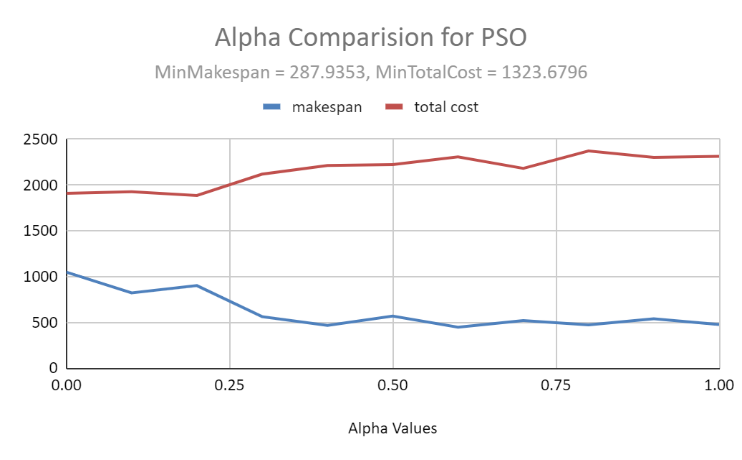 Alpha Comparision for PSO
MinMakespan = 287.9353, MinTotalCost = 1323.6796
makespan total cost
2500
2000
1500
1000
500
0
0.00 0.25 0.50 0.75 1.00
Alpha Values